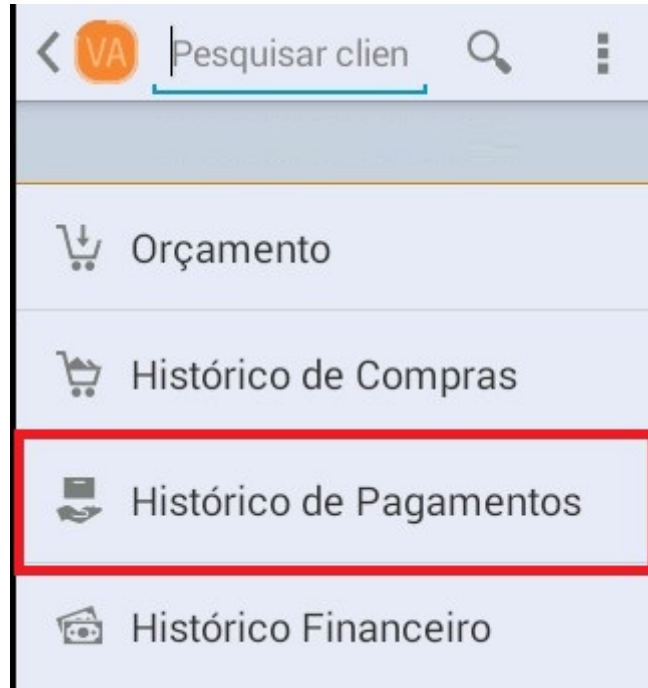 VA Pesquisar clien
Orçamento
Histórico de Compras
Histórico de Pagamentos
Histórico Financeiro